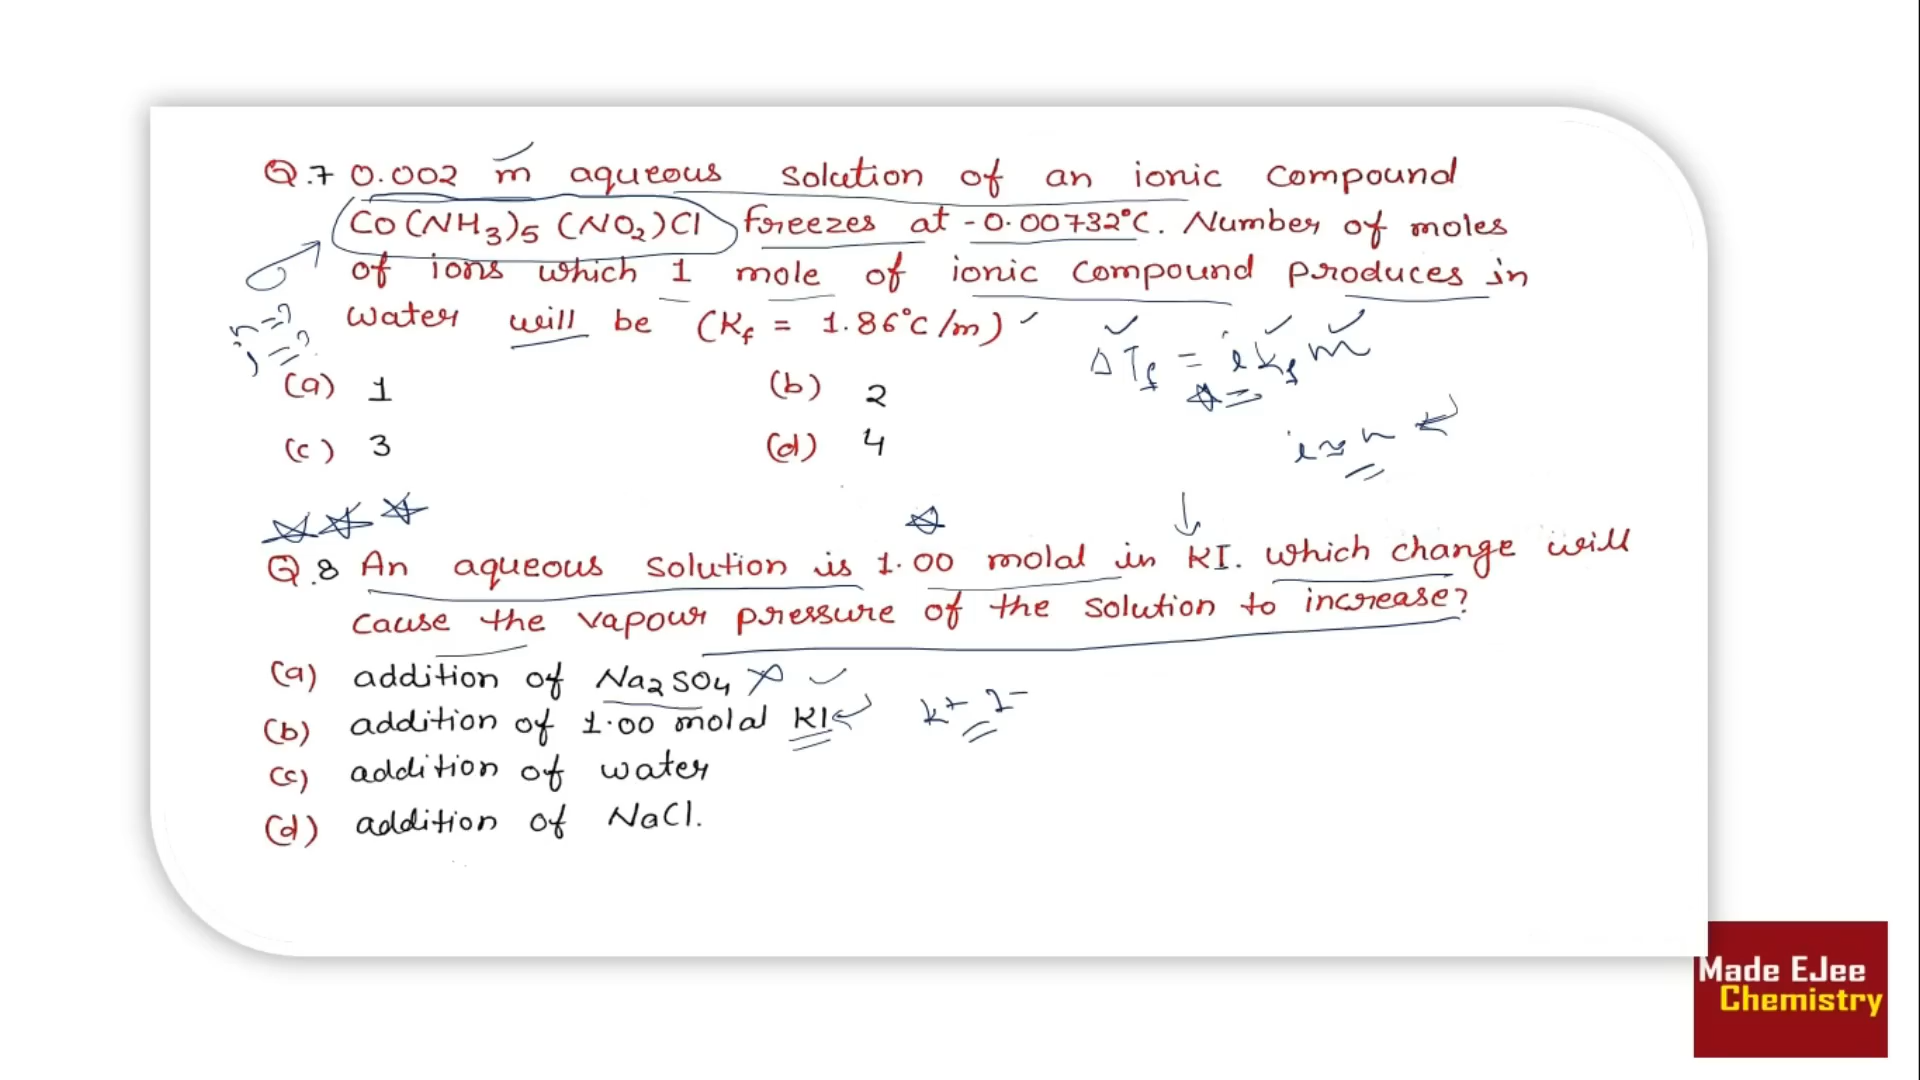 Q.7 0.002 m aqueous solution of an ionic compound
Co(NH3)5 (NO2)Cl freezes at -0.00732°C. Number of moles
of ions which 1 mole of ionic compound produces in
water will be (Kf = 1.86°C/m)
n=?
i=?
ΔTf = i Kf m
(a) 1 (b) 2
i ≈ n
(c) 3 (d) 4
Q.8 An aqueous solution is 1.00 molal in KI. which change will
cause the vapour pressure of the solution to increase?
(a) addition of Na2SO4
(b) addition of 1.00 molal KI K+ I-
(c) addition of water
(d) addition of NaCl.
Made EJee
Chemistry